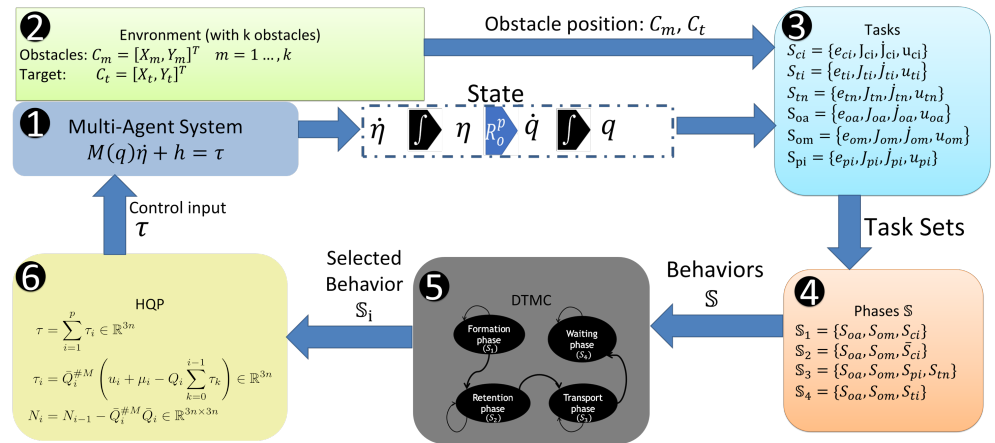 2
Environment (with k obstacles)
Obstacles: C_m = [X_m, Y_m]^T m = 1 ..., k
Target: C_t = [X_t, Y_t]^T
Obstacle position: C_m, C_t
1
Multi-Agent System
M(q)η̇ + h = τ
State
η̇ ∫ η R_o^p q̇ ∫ q
3
Tasks
S_ci = {e_ci, J_ci, J̇_ci, u_ci}
S_ti = {e_ti, J_ti, J̇_ti, u_ti}
S_tn = {e_tn, J_tn, J̇_tn, u_tn}
S_oa = {e_oa, J_oa, J̇_oa, u_oa}
S_om = {e_om, J_om, J̇_om, u_om}
S_pi = {e_pi, J_pi, J̇_pi, u_pi}
Task Sets
4
Phases 𝕊
𝕊_1 = {S_oa, S_om, S_ci}
𝕊_2 = {S_oa, S_om, S̄_ci}
𝕊_3 = {S_oa, S_om, S_pi, S_tn}
𝕊_4 = {S_oa, S_om, S_ti}
Behaviors
𝕊
5
DTMC
Formation
phase
(S_1)
Waiting
phase
(S_4)
Retention
phase
(S_2)
Transport
phase
(S_3)
Selected
Behavior
𝕊_i
6
HQP
τ = ∑_{i=1}^{p} τ_i ∈ ℝ^{3n}
τ_i = Q̄_i^{#M} (u_i + μ_i − Q_i ∑_{k=0}^{i−1} τ_k) ∈ ℝ^{3n}
N_i = N_{i−1} − Q̄_i^{#M} Q̄_i ∈ ℝ^{3n×3n}
Control input
τ